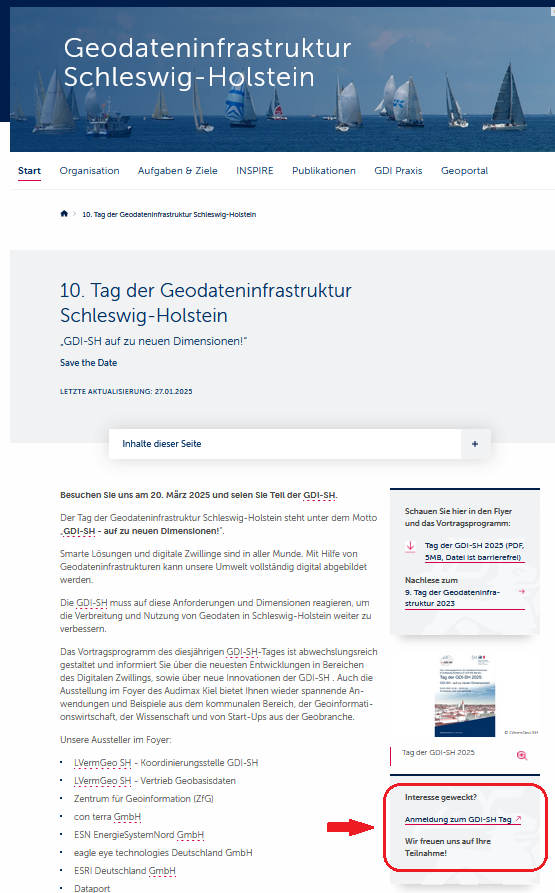 Geodateninfrastruktur
Schleswig-Holstein
Start Organisation Aufgaben & Ziele INSPIRE Publikationen GDI Praxis Geoportal
10. Tag der Geodateninfrastruktur Schleswig-Holstein
10. Tag der Geodateninfrastruktur
Schleswig-Holstein
„GDI-SH auf zu neuen Dimensionen!“
Save the Date
LETZTE AKTUALISIERUNG: 27.01.2025
Inhalte dieser Seite +
Besuchen Sie uns am 20. März 2025 und seien Sie Teil der GDI-SH.
Der Tag der Geodateninfrastruktur Schleswig-Holstein steht unter dem Motto
„GDI-SH - auf zu neuen Dimensionen!“.
Smarte Lösungen und digitale Zwillinge sind in aller Munde. Mit Hilfe von
Geodateninfrastrukturen kann unsere Umwelt vollständig digital abgebildet
werden.
Die GDI-SH muss auf diese Anforderungen und Dimensionen reagieren, um
die Verbreitung und Nutzung von Geodaten in Schleswig-Holstein weiter zu
verbessern.
Das Vortragsprogramm des diesjährigen GDI-SH-Tages ist abwechslungsreich
gestaltet und informiert Sie über die neuesten Entwicklungen in Bereichen
des Digitalen Zwillings, sowie über neue Innovationen der GDI-SH . Auch die
Ausstellung im Foyer des Audimax Kiel bietet Ihnen wieder spannende An-
wendungen und Beispiele aus dem kommunalen Bereich, der Geoinformati-
onswirtschaft, der Wissenschaft und von Start-Ups aus der Geobranche.
Unsere Aussteller im Foyer:
• LVermGeo SH - Koordinierungsstelle GDI-SH
• LVermGeo SH - Vertrieb Geobasisdaten
• Zentrum für Geoinformation (ZfG)
• con terra GmbH
• ESN EnergieSystemNord GmbH
• eagle eye technologies Deutschland GmbH
• ESRI Deutschland GmbH
• Dataport
Schauen Sie hier in den Flyer
und das Vortragsprogramm:
Tag der GDI-SH 2025 (PDF,
5MB, Datei ist barrierefrei)
Nachlese zum
9. Tag der Geodateninfra-
struktur 2023
Tag der GDI-SH 2025
© LVermGeo SH
Tag der GDI-SH 2025
Interesse geweckt?
Anmeldung zum GDI-SH Tag
Wir freuen uns auf Ihre
Teilnahme!